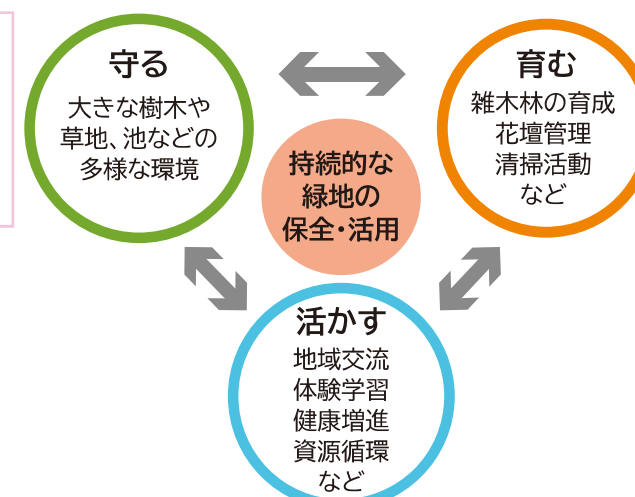 守る
大きな樹木や
草地、池などの
多様な環境
育む
雑木林の育成
花壇管理
清掃活動
など
持続的な
緑地の
保全・活用
活かす
地域交流
体験学習
健康増進
資源循環
など